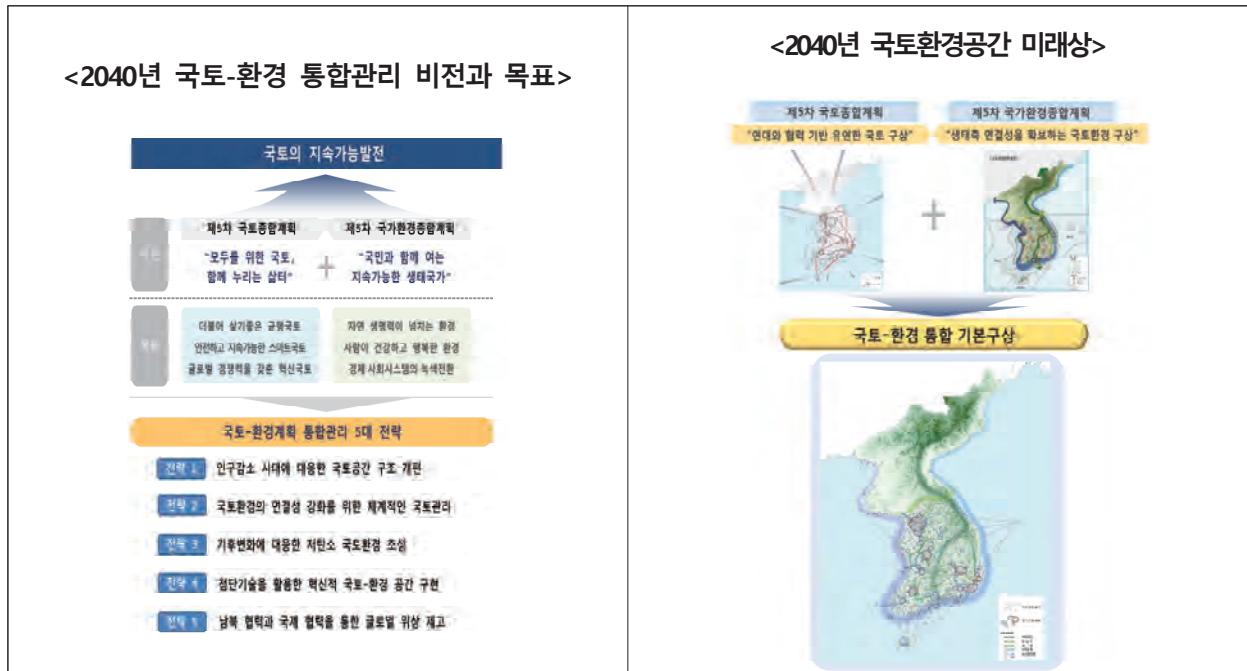 <2040년 국토-환경 통합관리 비전과 목표>
국토의 지속가능발전
제5차 국토종합계획
제5차 국가환경종합계획
"모두를 위한 국토,
함께 누리는 삶터"
+
"국민과 함께 여는
지속가능한 생태국가"
더불어 살기좋은 균형국토
안전하고 지속가능한 스마트국토
글로벌 경쟁력을 갖춘 혁신국토
자연 생명력이 넘치는 환경
사람이 건강하고 행복한 환경
경제 사회시스템의 녹색전환
국토-환경계획 통합관리 5대 전략
전략 1 인구감소 시대에 대응한 국토공간 구조 개편
전략 2 국토환경의 연결성 강화를 위한 체계적인 국토관리
전략 3 기후변화에 대응한 저탄소 국토환경 조성
전략 4 첨단기술을 활용한 혁신적 국토-환경 공간 구현
전략 5 남북 협력과 국제 협력을 통한 글로벌 위상 제고
<2040년 국토환경공간 미래상>
제5차 국토종합계획
"연대와 협력 기반 유연한 국토 구상"
제5차 국가환경종합계획
"생태축 연결성을 확보하는 국토환경 구상"
+
국토-환경 통합 기본구상